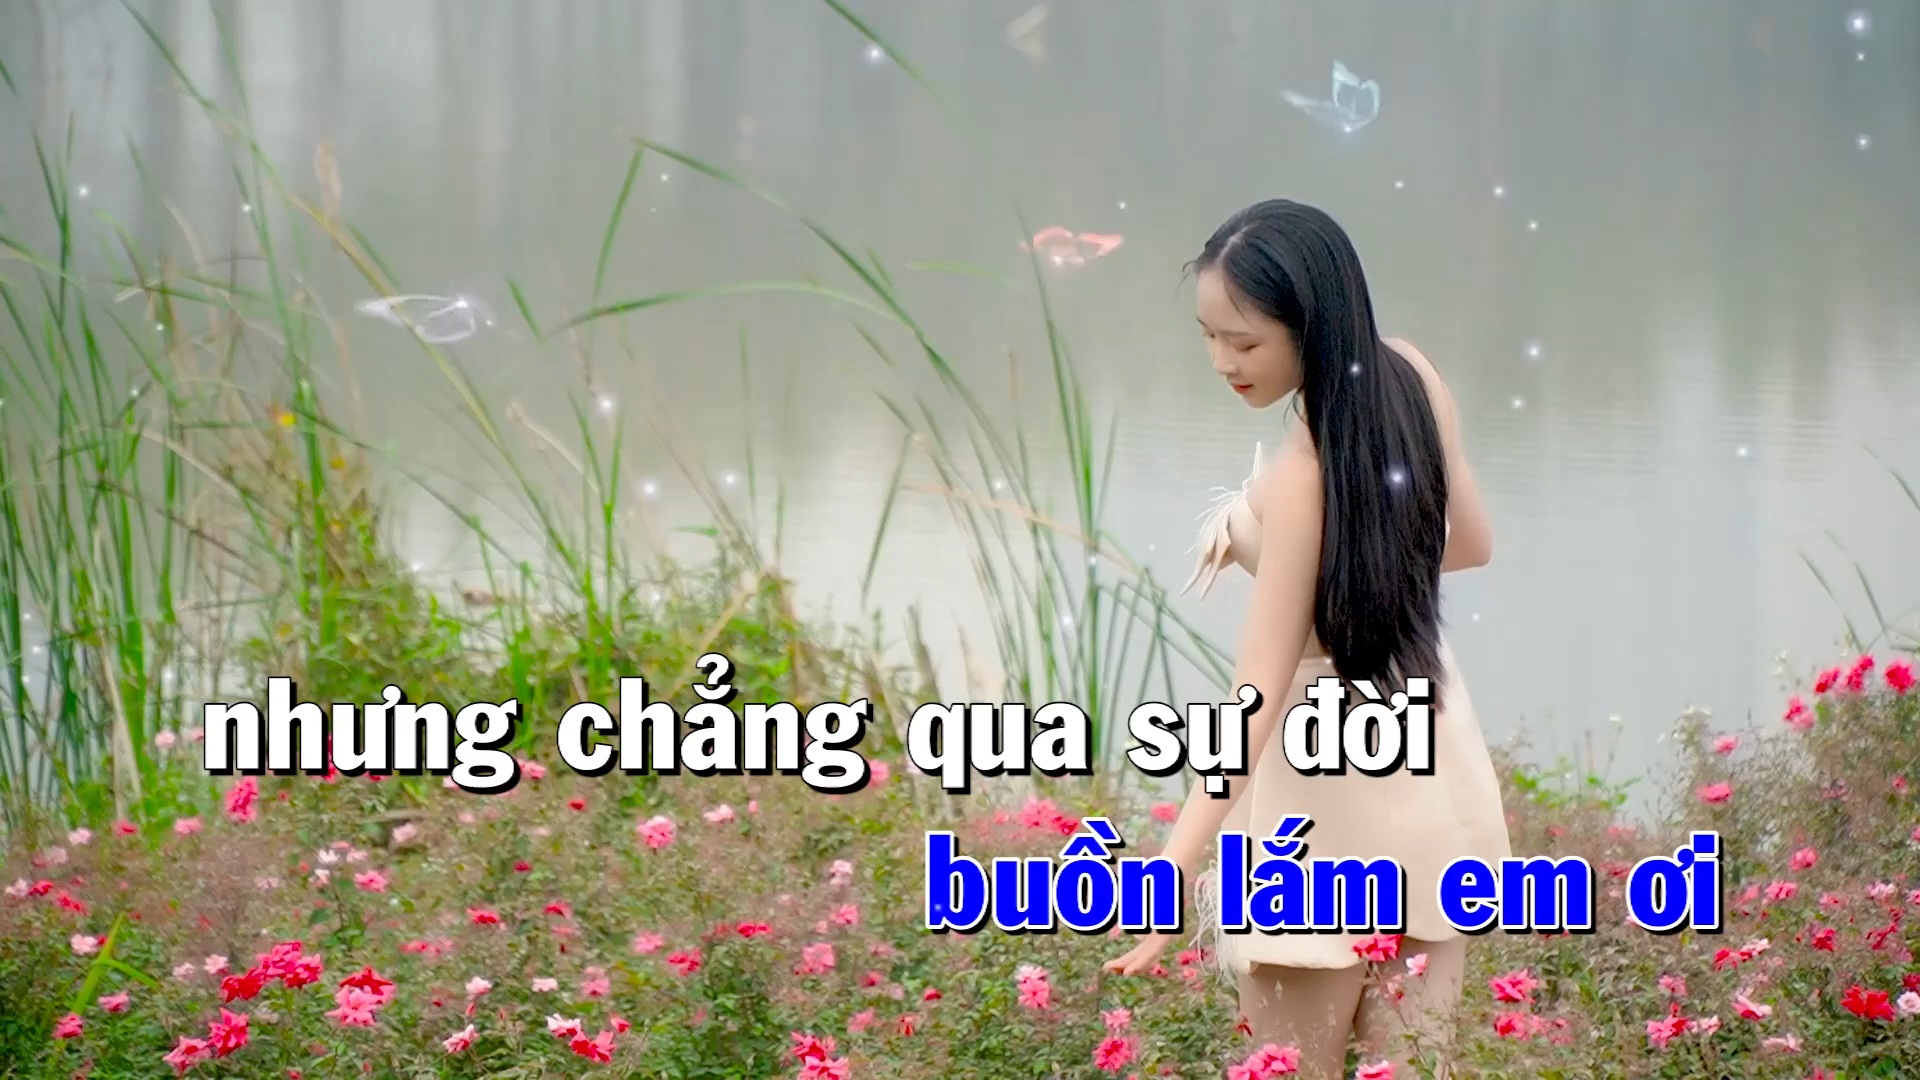 nhưng chẳng qua sự đời
buồn lắm em ơi